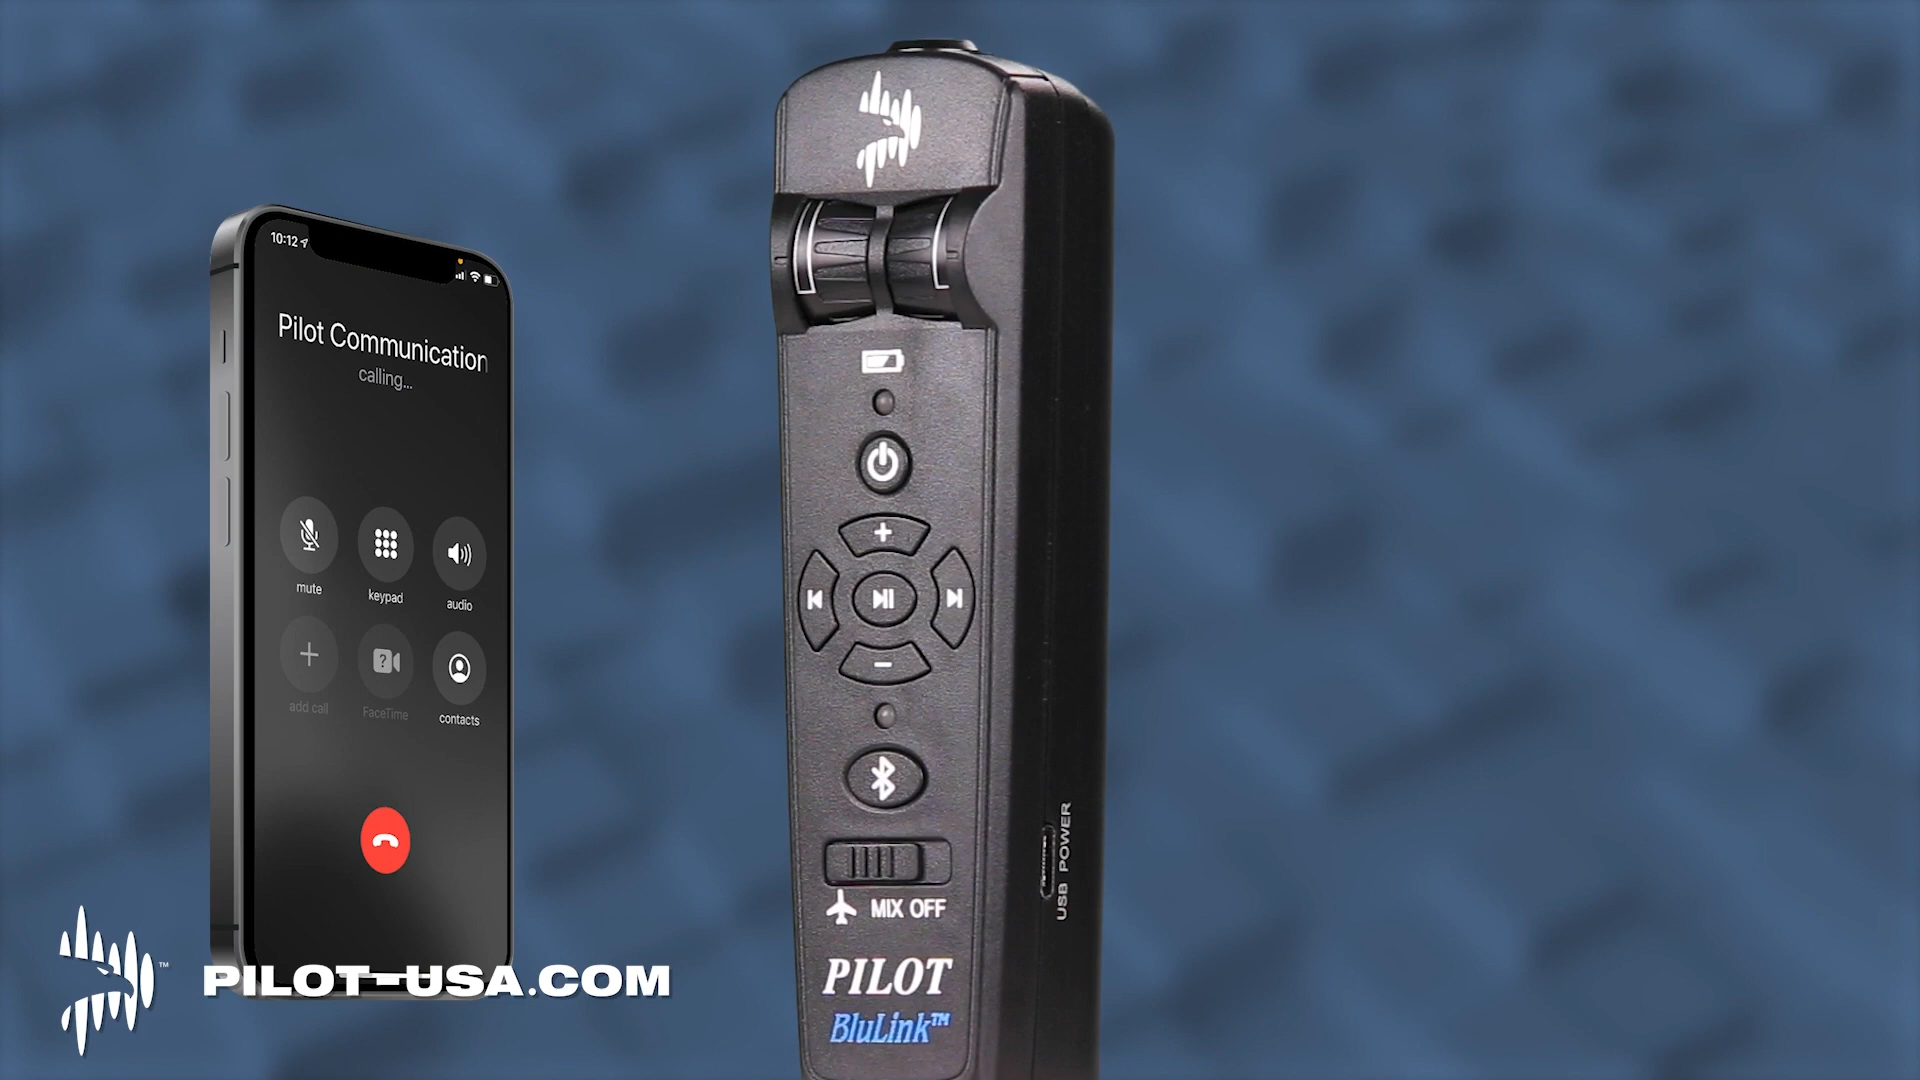 10:12
Pilot Communication
calling...
mute
keypad
audio
add call
FaceTime
contacts
MIX OFF
USB POWER
PILOT
BluLink™
™
PILOT-USA.COM